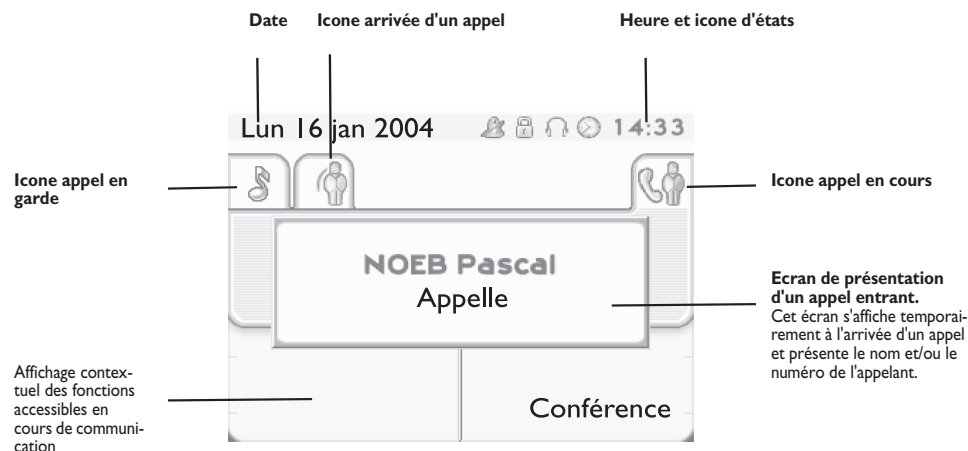 Date
Icone arrivée d'un appel
Heure et icone d'états
Lun 16 jan 2004
14:33
Icone appel en
garde
Icone appel en cours
NOEB Pascal
Appelle
Ecran de présentation
d'un appel entrant.
Cet écran s'affiche temporai-
rement à l'arrivée d'un appel
et présente le nom et/ou le
numéro de l'appelant.
Affichage contex-
tuel des fonctions
accessibles en
cours de communi-
cation
Conférence